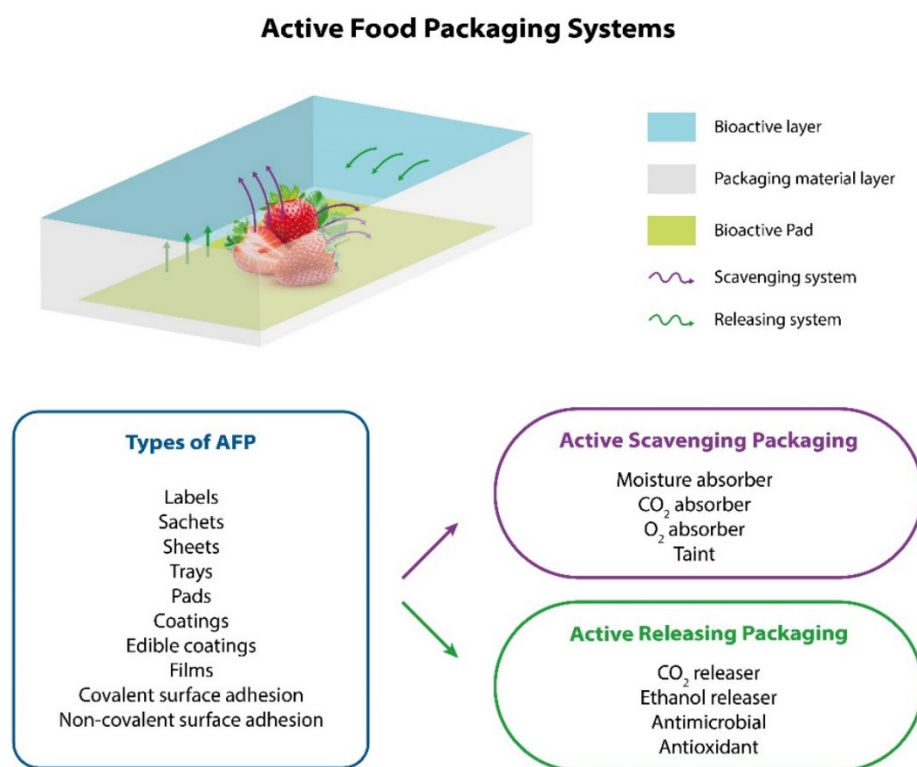 Active Food Packaging Systems
Bioactive layer
Packaging material layer
Bioactive Pad
Scavenging system
Releasing system
Types of AFP
Labels
Sachets
Sheets
Trays
Pads
Coatings
Edible coatings
Films
Covalent surface adhesion
Non-covalent surface adhesion
Active Scavenging Packaging
Moisture absorber
CO₂ absorber
O₂ absorber
Taint
Active Releasing Packaging
CO₂ releaser
Ethanol releaser
Antimicrobial
Antioxidant